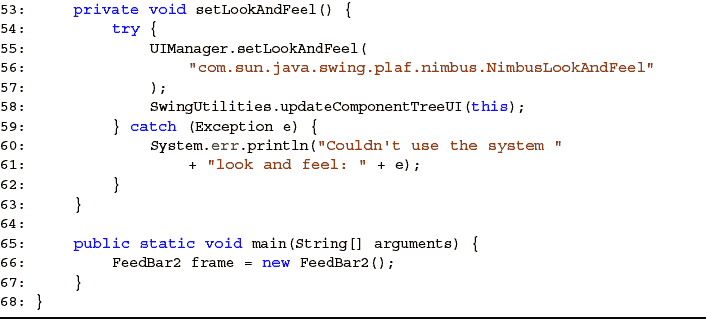 53:     private void setLookAndFeel() {
54:         try {
55:             UIManager.setLookAndFeel(
56:                 "com.sun.java.swing.plaf.nimbus.NimbusLookAndFeel"
57:             );
58:             SwingUtilities.updateComponentTreeUI(this);
59:         } catch (Exception e) {
60:             System.err.println("Couldn't use the system "
61:                 + "look and feel: " + e);
62:         }
63:     }
64:
65:     public static void main(String[] arguments) {
66:         FeedBar2 frame = new FeedBar2();
67:     }
68: }